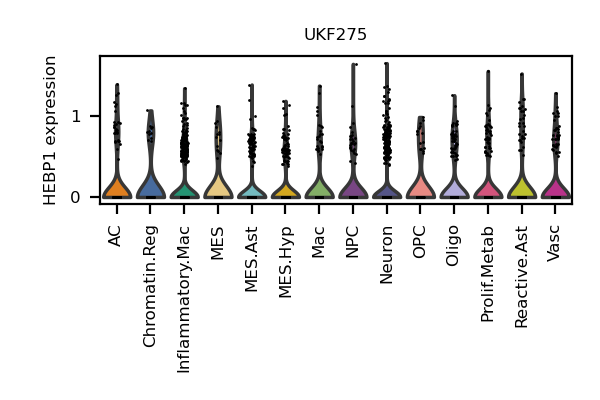 UKF275
HEBP1 expression
1
0
AC
Chromatin.Reg
Inflammatory.Mac
MES
MES.Ast
MES.Hyp
Mac
NPC
Neuron
OPC
Oligo
Prolif.Metab
Reactive.Ast
Vasc